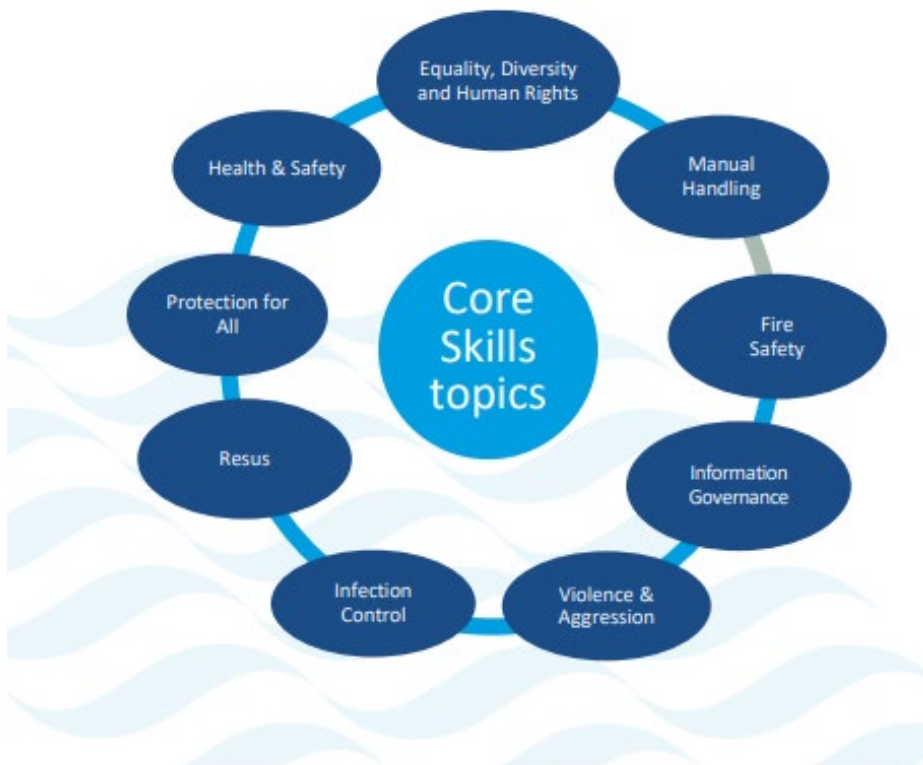 Equality, Diversity
and Human Rights
Manual
Handling
Fire
Safety
Information
Governance
Violence &
Aggression
Infection
Control
Resus
Protection for
All
Health & Safety
Core
Skills
topics